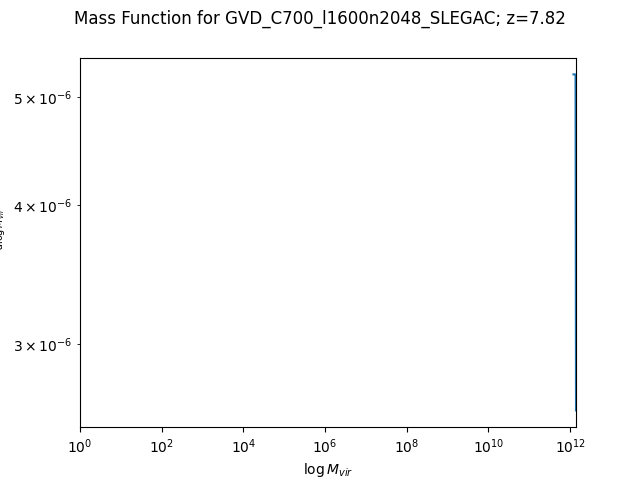 Mass Function for GVD_C700_l1600n2048_SLEGAC; z=7.82
5 × 10⁻⁶
4 × 10⁻⁶
3 × 10⁻⁶
10⁰ 10² 10⁴ 10⁶ 10⁸ 10¹⁰ 10¹²
log M_vir